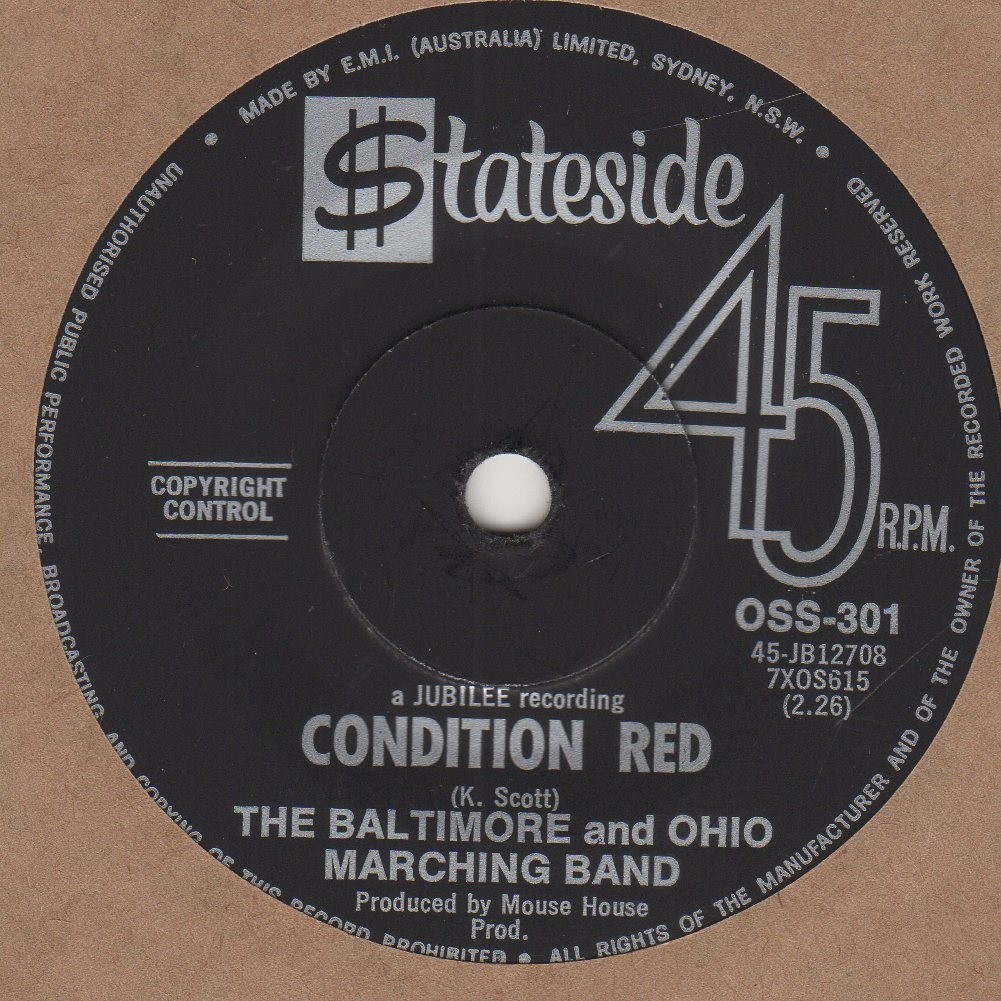 MADE BY E.M.I. (AUSTRALIA) LIMITED, SYDNEY, N.S.W.
$tateside
45
R.P.M.
COPYRIGHT
CONTROL
OSS-301
45-JB12708
7XOS615
(2.26)
a JUBILEE recording
CONDITION RED
(K. Scott)
THE BALTIMORE and OHIO
MARCHING BAND
Produced by Mouse House
Prod.
UNAUTHORISED PUBLIC PERFORMANCE, BROADCASTING AND COPYING OF THIS RECORD PROHIBITED • ALL RIGHTS OF THE MANUFACTURER AND OF THE OWNER OF THE RECORDED WORK RESERVED